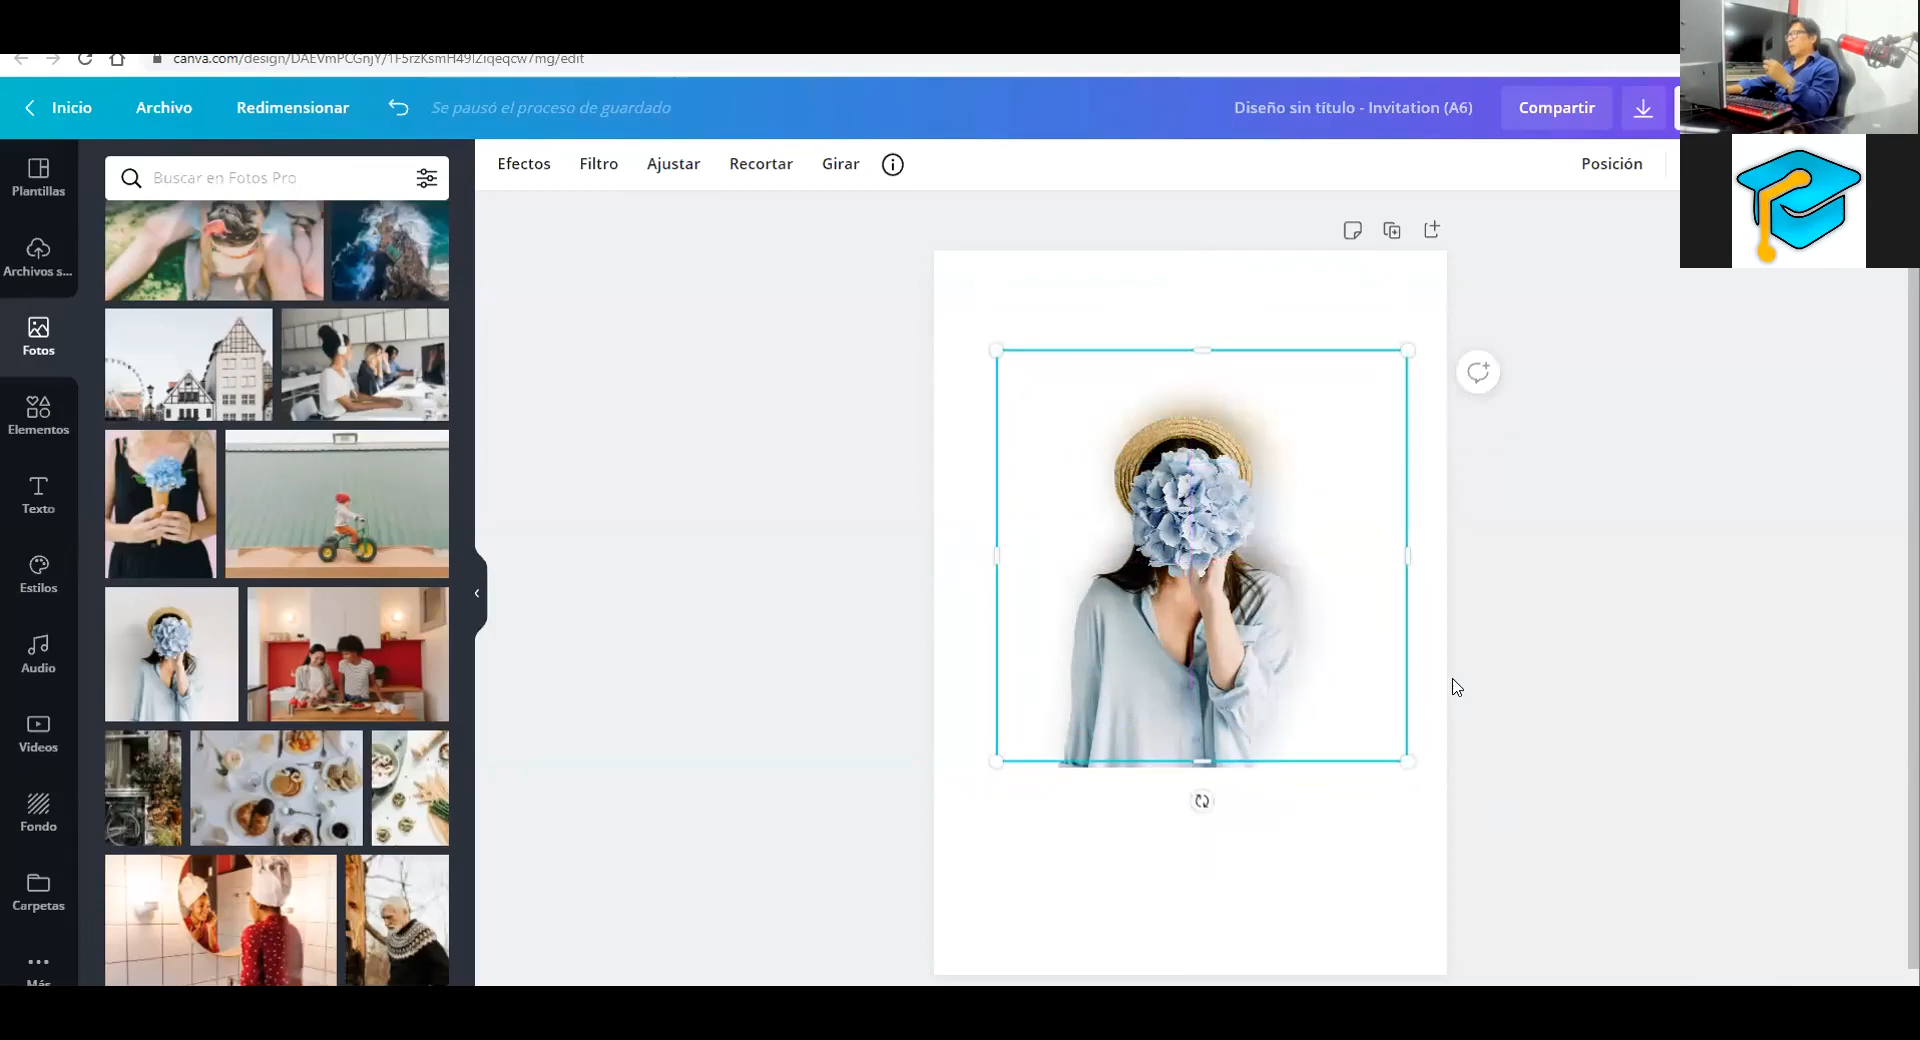 canva.com/design/DAEVmPCGnjY/1F5rzKsmH49IZiqeqcw7mg/edit
Inicio
Archivo
Redimensionar
Se pausó el proceso de guardado
Diseño sin título - Invitation (A6)
Compartir
Plantillas
Buscar en Fotos Pro
Efectos
Filtro
Ajustar
Recortar
Girar
Posición
Archivos s...
Fotos
Elementos
Texto
Estilos
Audio
Videos
Fondo
Carpetas
Más